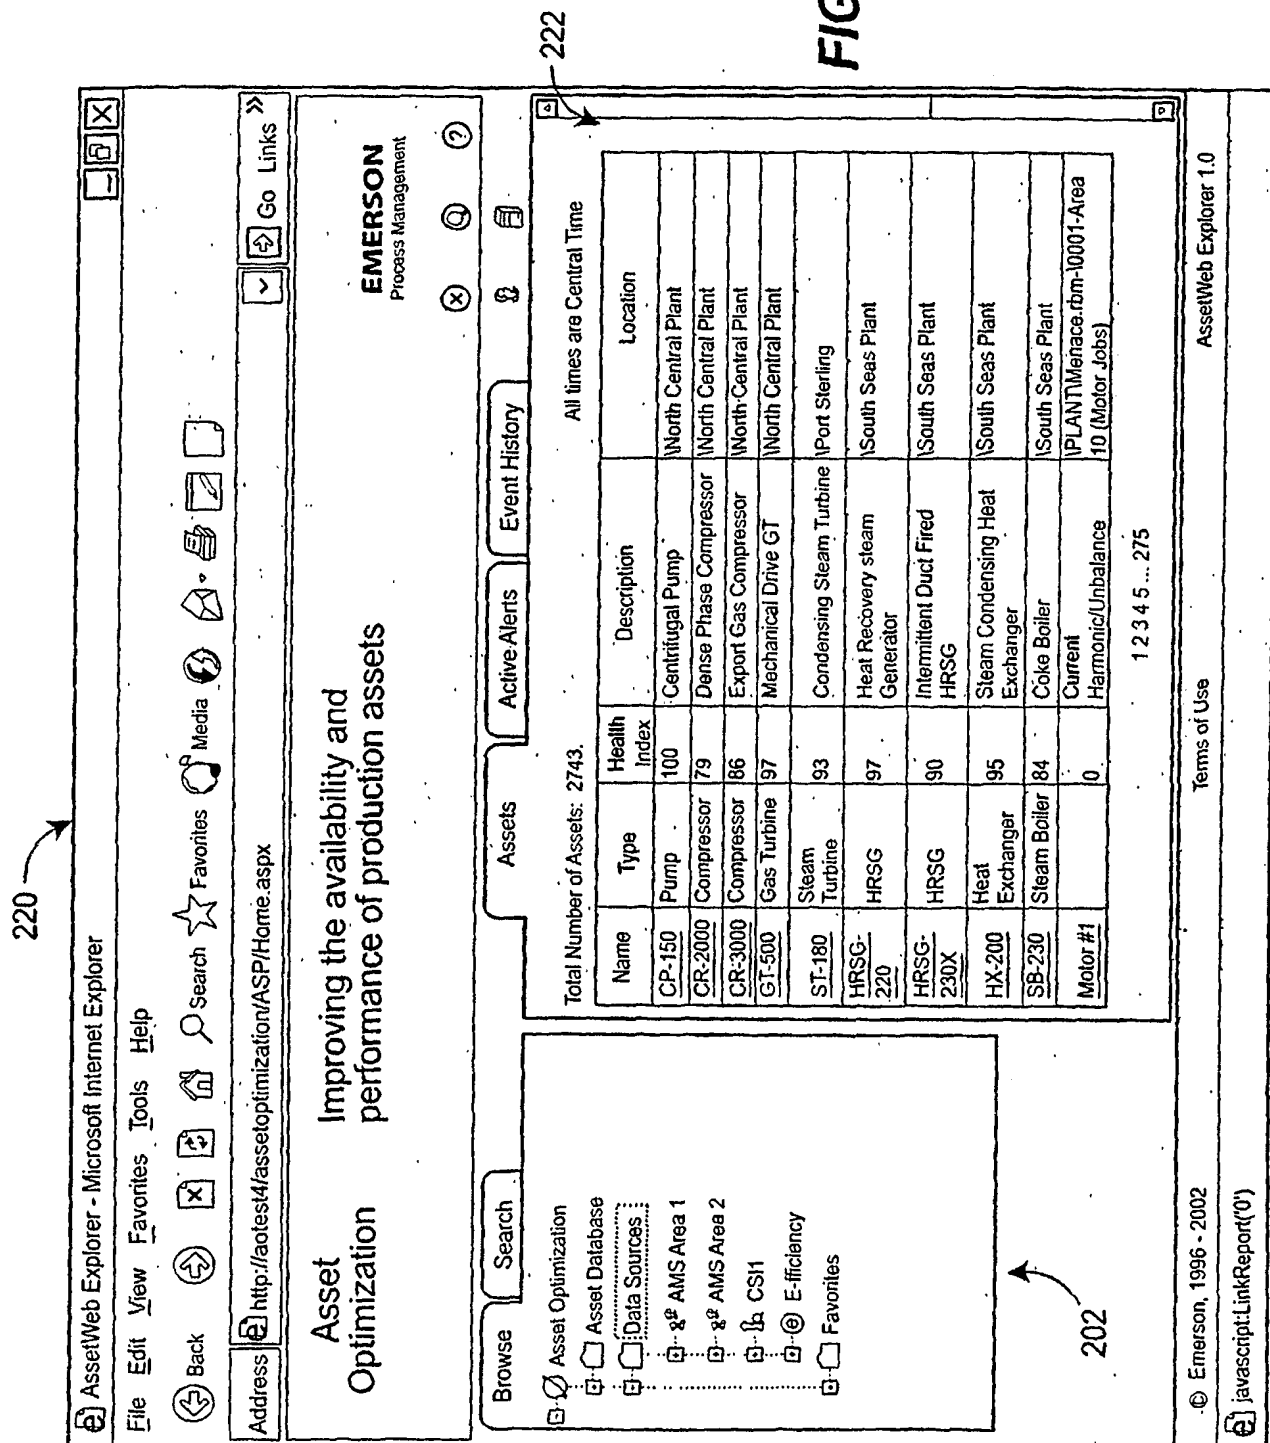 220
AssetWeb Explorer - Microsoft Internet Explorer
File Edit View Favorites Tools Help
Back Search Favorites Media
Address http://aotest4/assetoptimization/ASP/Home.aspx Go Links »
Asset Optimization
Improving the availability and
performance of production assets
EMERSON
Process Management
Browse Search
Asset Optimization
Asset Database
Data Sources
AMS Area 1
AMS Area 2
CSI1
E-fficiency
Favorites
202
Assets Active Alerts Event History
222
Total Number of Assets: 2743. All times are Central Time
Name Type Health Index Description Location
CP-150 Pump 100 Centrifugal Pump \North Central Plant
CR-2000 Compressor 79 Dense Phase Compressor \North Central Plant
CR-3000 Compressor 86 Export Gas Compressor \North Central Plant
GT-500 Gas Turbine 97 Mechanical Drive GT \North Central Plant
ST-180 Steam Turbine 93 Condensing Steam Turbine \Port Sterling
HRSG-220 HRSG 97 Heat Recovery steam Generator \South Seas Plant
HRSG-230X HRSG 90 Intermittent Duct Fired HRSG \South Seas Plant
HX-200 Heat Exchanger 95 Steam Condensing Heat Exchanger \South Seas Plant
SB-230 Steam Boiler 84 Coke Boiler \South Seas Plant
Motor #1 0 Current Harmonic/Unbalance \PLANT\Menace.rbm-\0001-Area 10 (Motor Jobs)
1 2 3 4 5 ... 275
© Emerson, 1996 - 2002 Terms of Use AssetWeb Explorer 1.0
javascript:LinkReport('0')
FIG